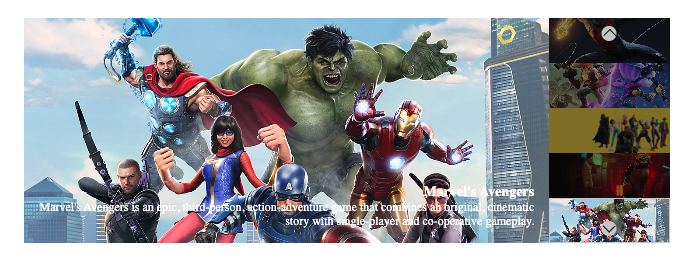 Marvel's Avengers
Marvel's Avengers is an epic, third-person, action-adventure game that combines an original, cinematic
story with single-player and co-operative gameplay.